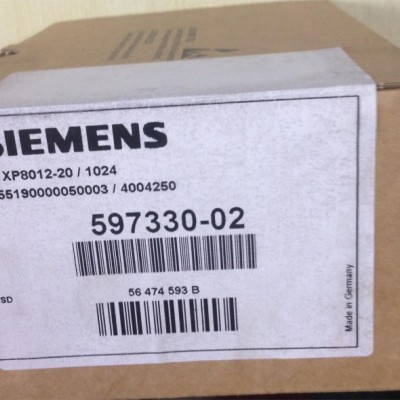 SIEMENS
XP8012-20 / 1024
55190000050003 / 4004250
597330-02
56 474 593 B
SD
Made in Germany